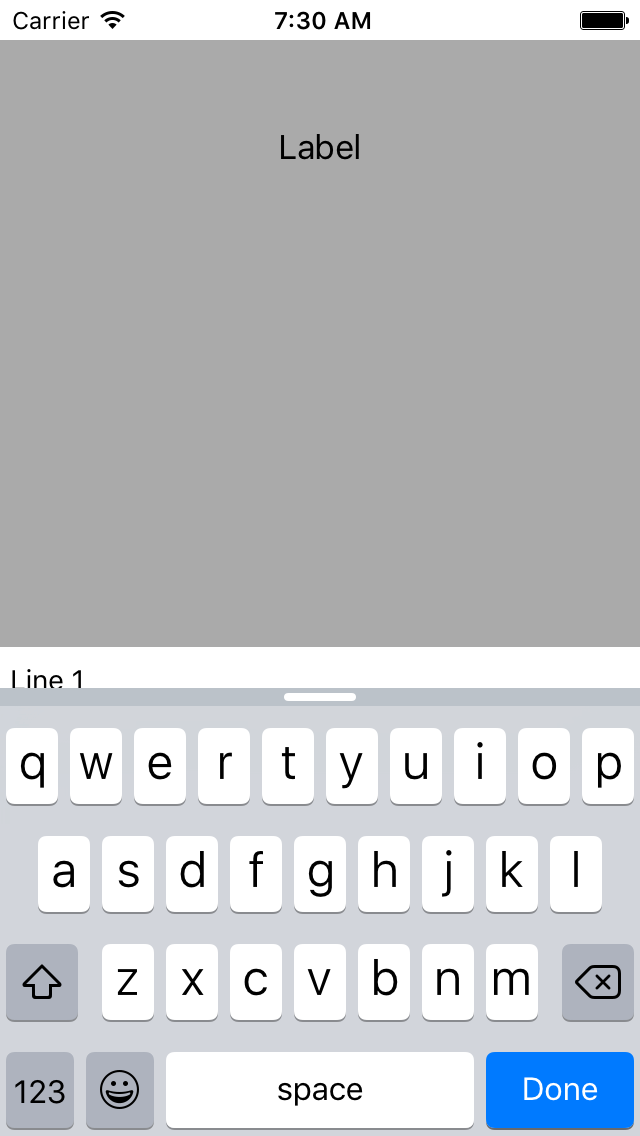 Carrier 7:30 AM
Label
Line 1
q w e r t y u i o p
a s d f g h j k l
z x c v b n m
123 space Done